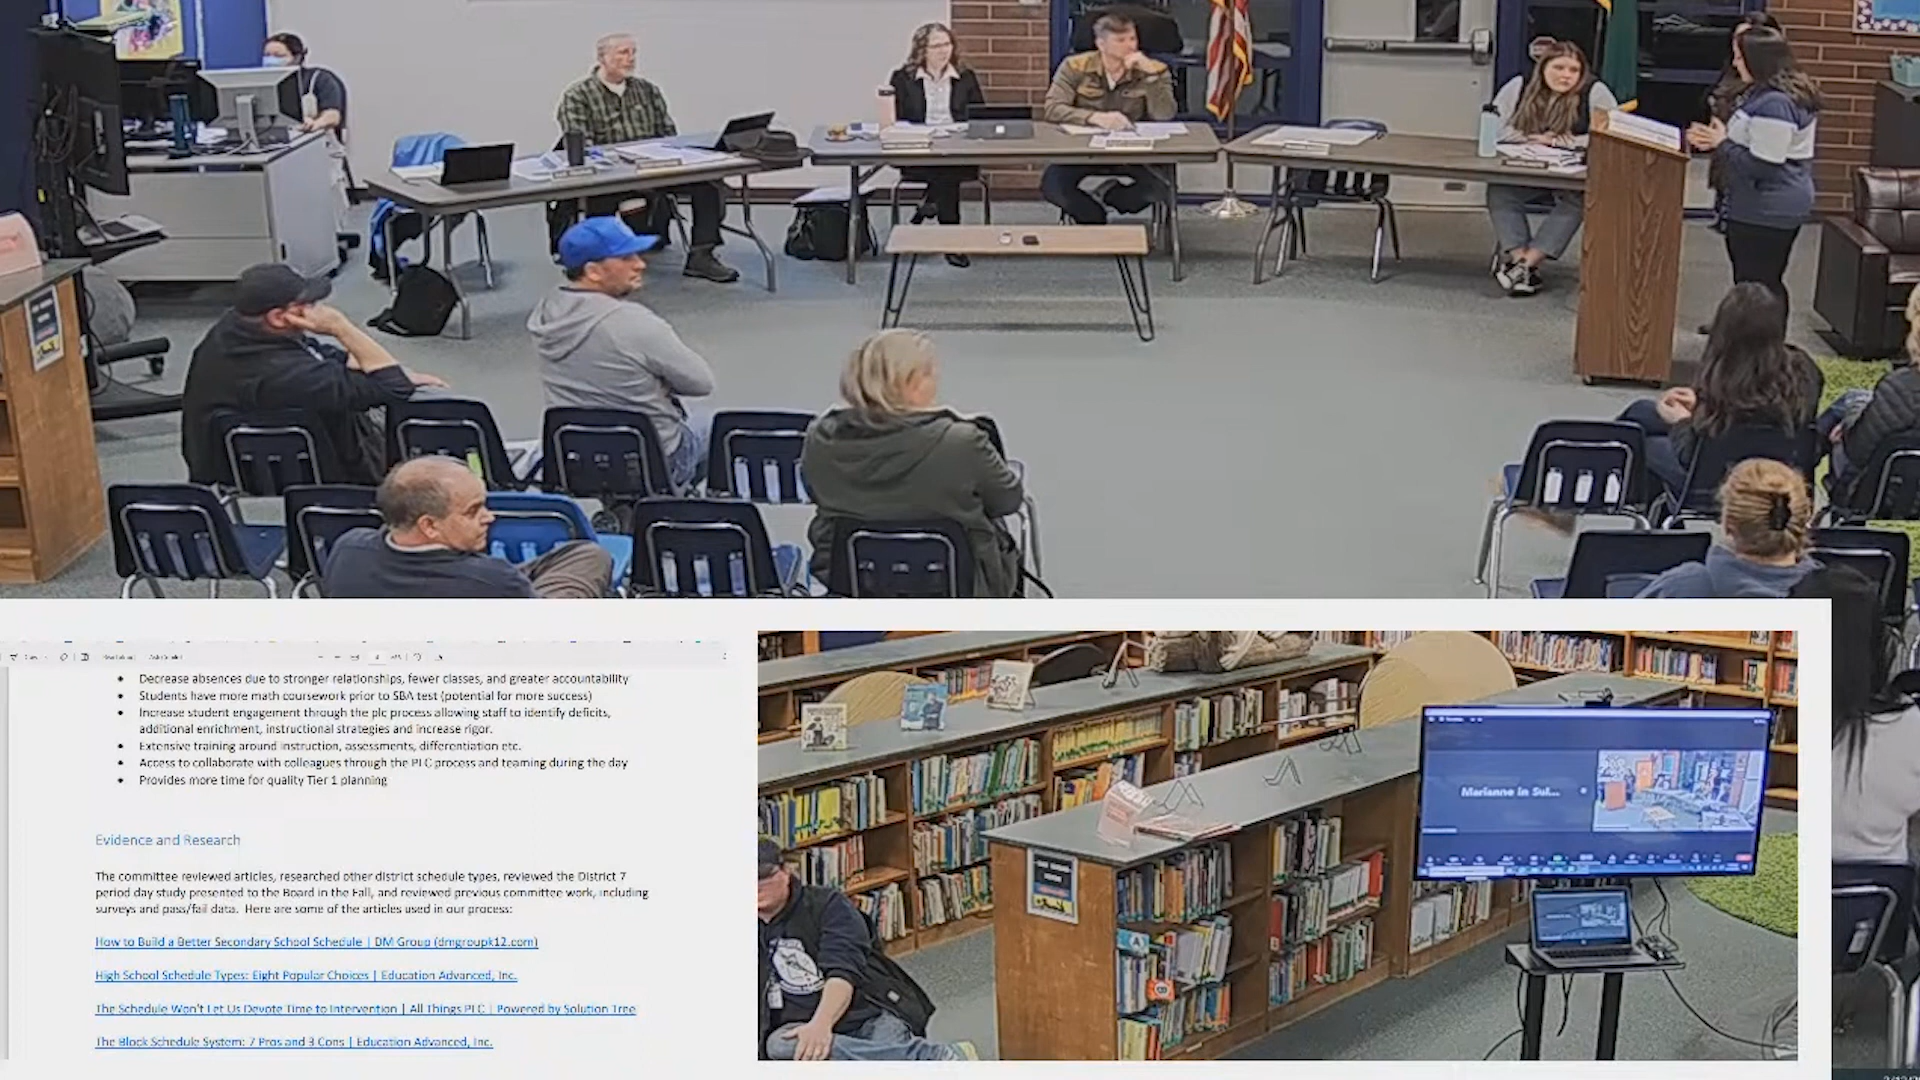 Decrease absences due to stronger relationships, fewer classes, and greater accountability
Students have more math coursework prior to SBA test (potential for more success)
Increase student engagement through the plc process allowing staff to identify deficits,
additional enrichment, instructional strategies and increase rigor.
Extensive training around instruction, assessments, differentiation etc.
Access to collaborate with colleagues through the PLC process and teaming during the day
Provides more time for quality Tier 1 planning
Evidence and Research
The committee reviewed articles, researched other district schedule types, reviewed the District 7
period day study presented to the Board in the Fall, and reviewed previous committee work, including
surveys and pass/fail data. Here are some of the articles used in our process:
How to Build a Better Secondary School Schedule | DM Group (dmgroupk12.com)
High School Schedule Types: Eight Popular Choices | Education Advanced, Inc.
The Schedule Won't Let Us Devote Time to Intervention | All Things PLC | Powered by Solution Tree
The Block Schedule System: 7 Pros and 3 Cons | Education Advanced, Inc.
Marianne in Sul...